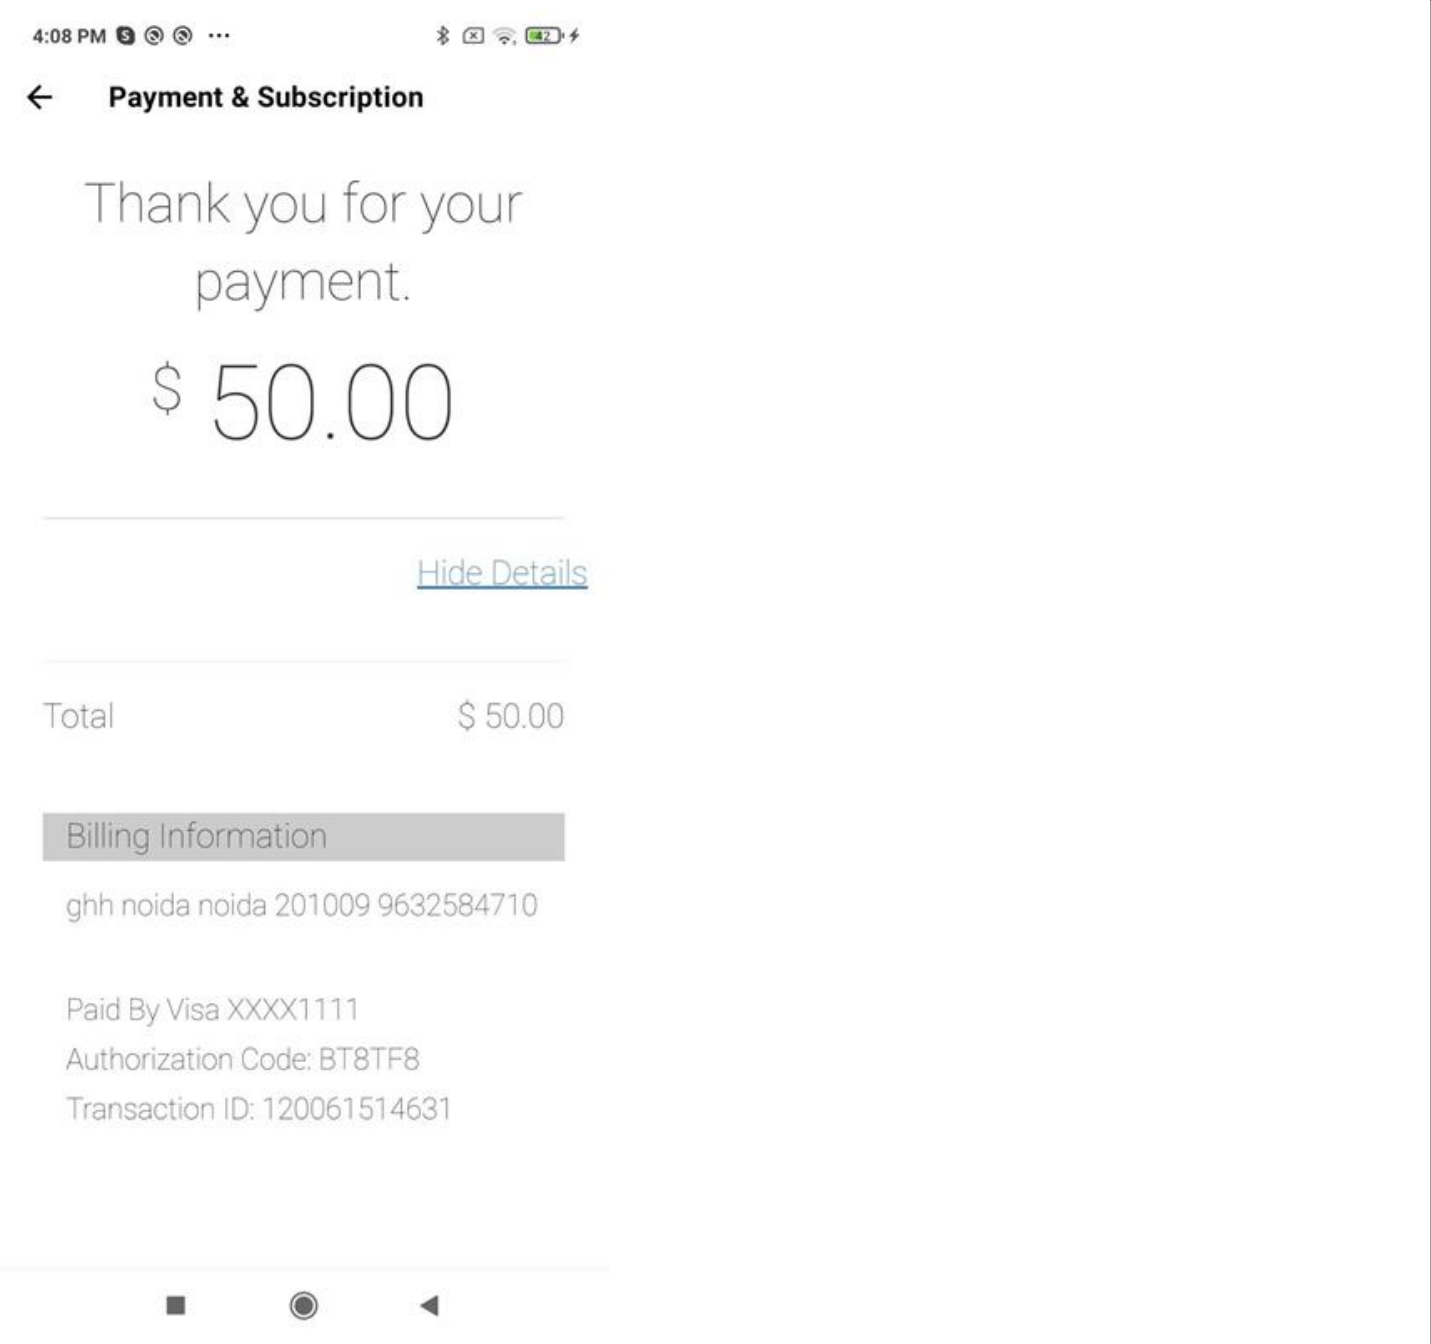 4:08 PM
42
Payment & Subscription
Thank you for your
payment.
$ 50.00
Hide Details
Total $ 50.00
Billing Information
ghh noida noida 201009 9632584710
Paid By Visa XXXX1111
Authorization Code: BT8TF8
Transaction ID: 120061514631